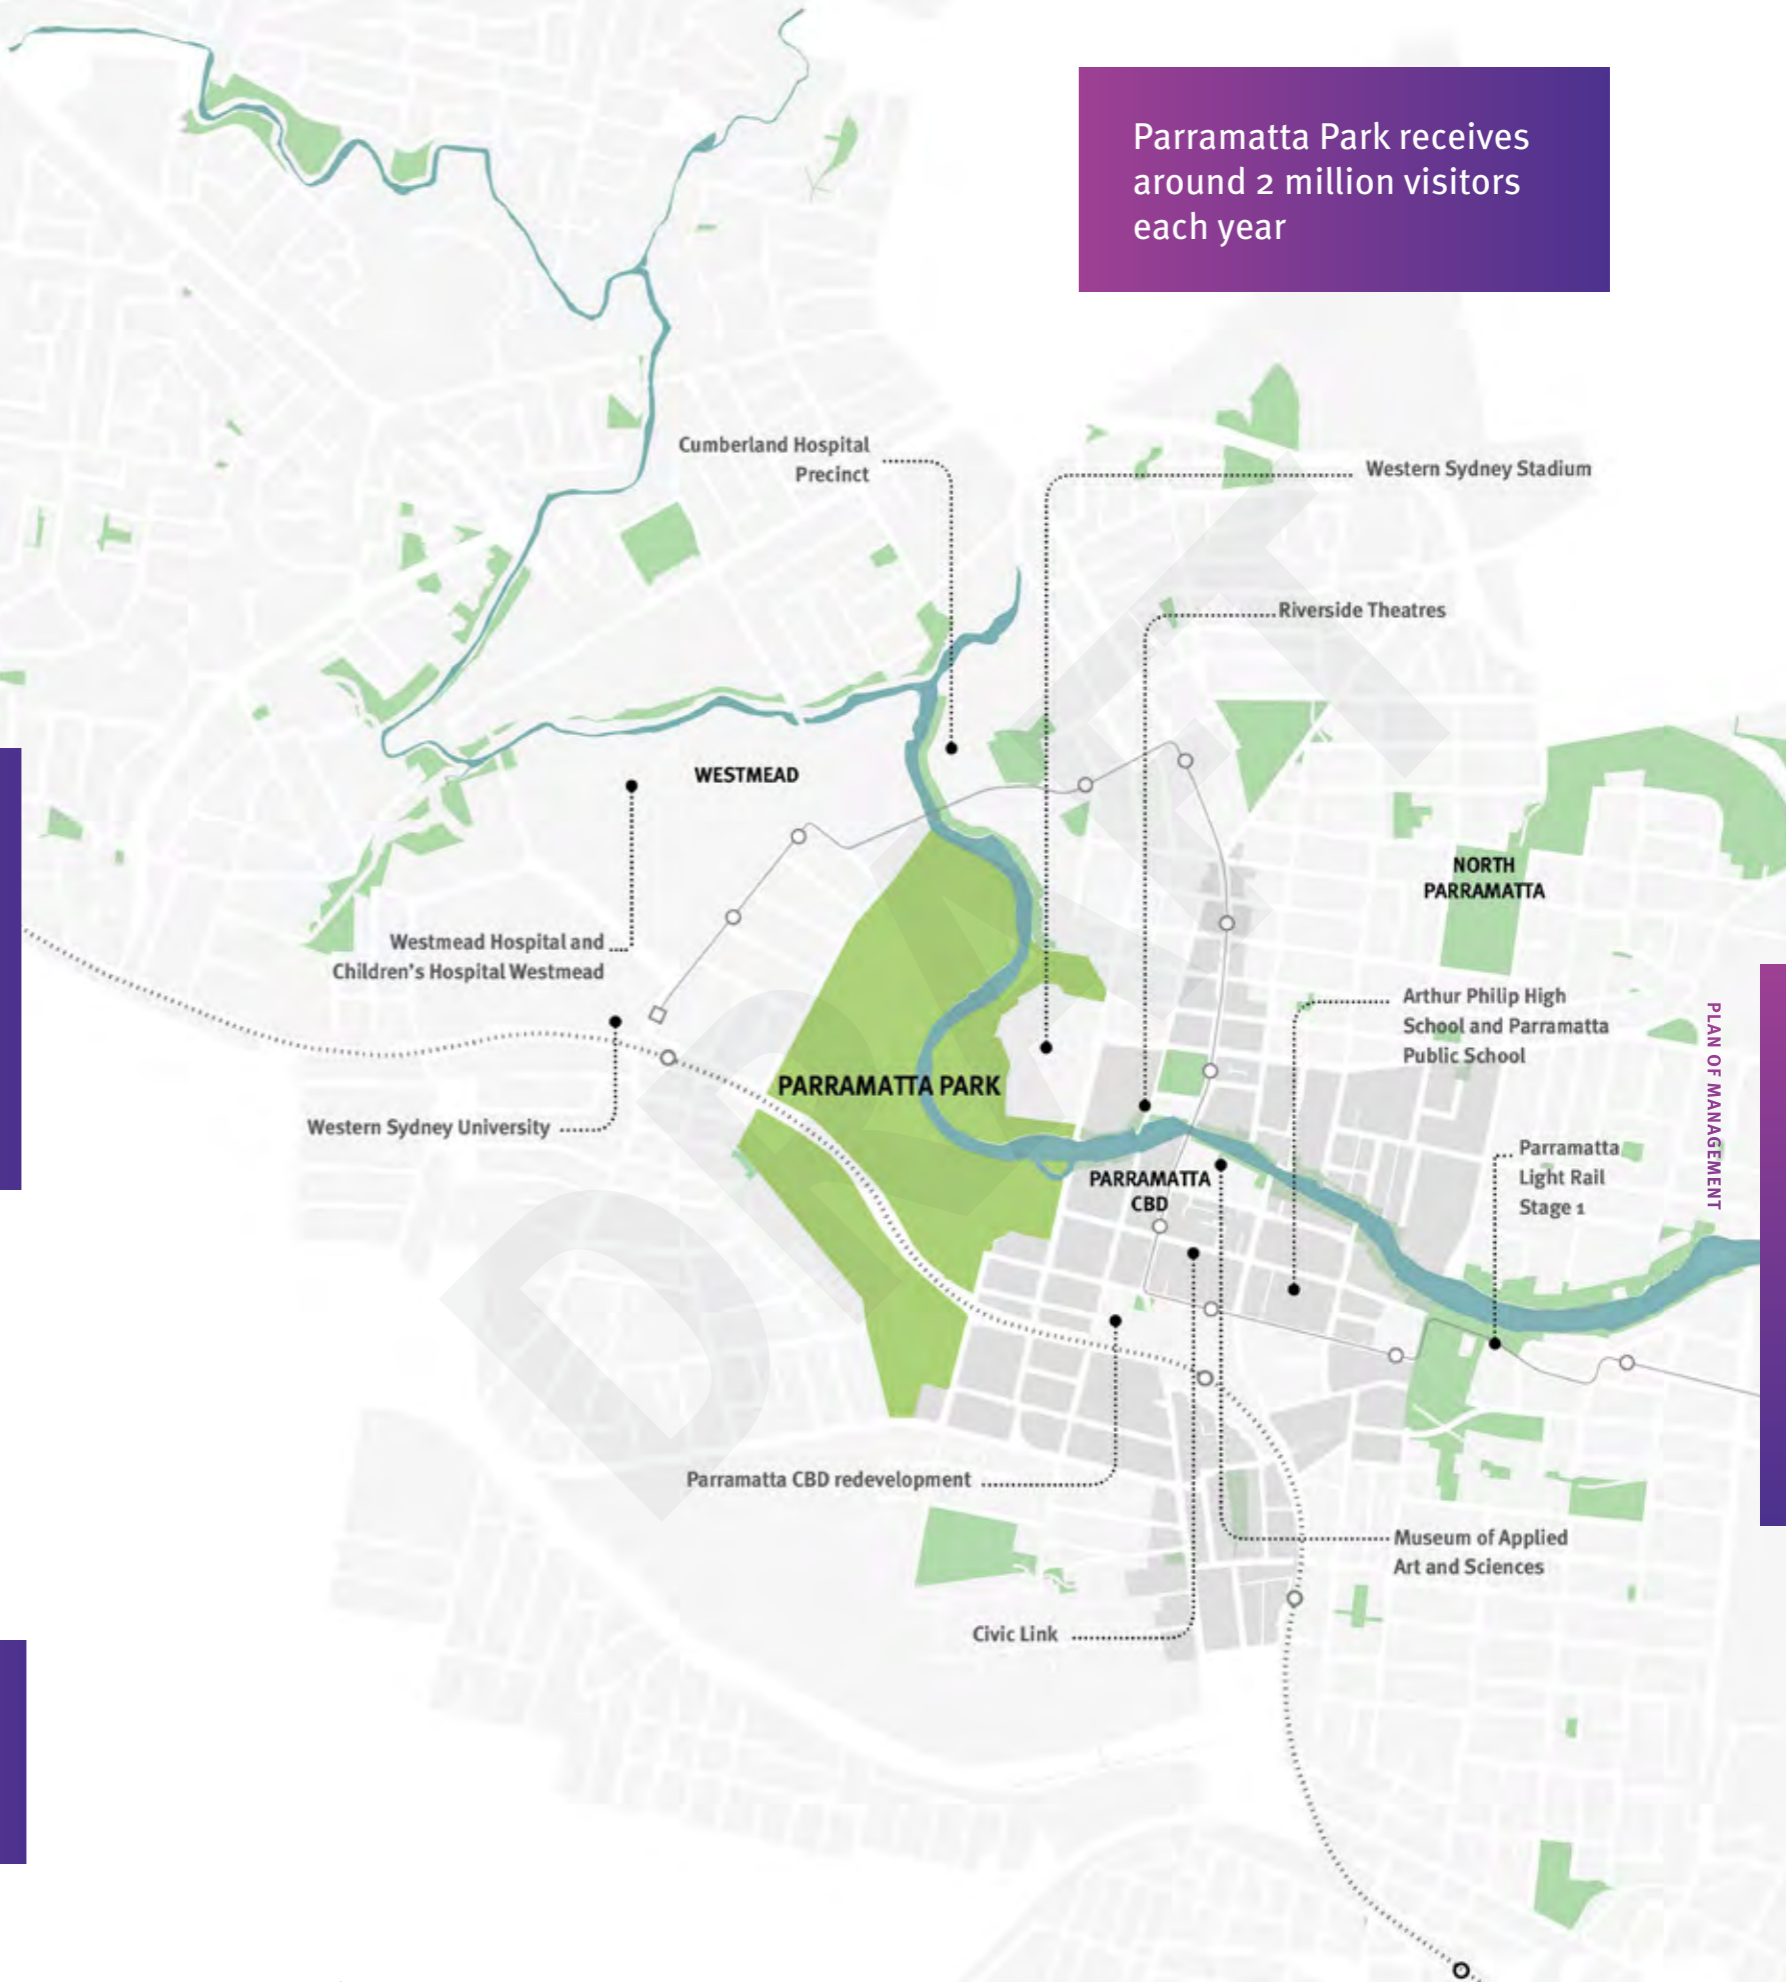 Parramatta Park receives
around 2 million visitors
each year
Cumberland Hospital
Precinct
Western Sydney Stadium
Riverside Theatres
WESTMEAD
NORTH
PARRAMATTA
Westmead Hospital and
Children's Hospital Westmead
Arthur Philip High
School and Parramatta
Public School
PARRAMATTA PARK
Western Sydney University
PARRAMATTA
CBD
Parramatta
Light Rail
Stage 1
PLAN OF MANAGEMENT
Parramatta CBD redevelopment
Museum of Applied
Art and Sciences
Civic Link
DRAFT